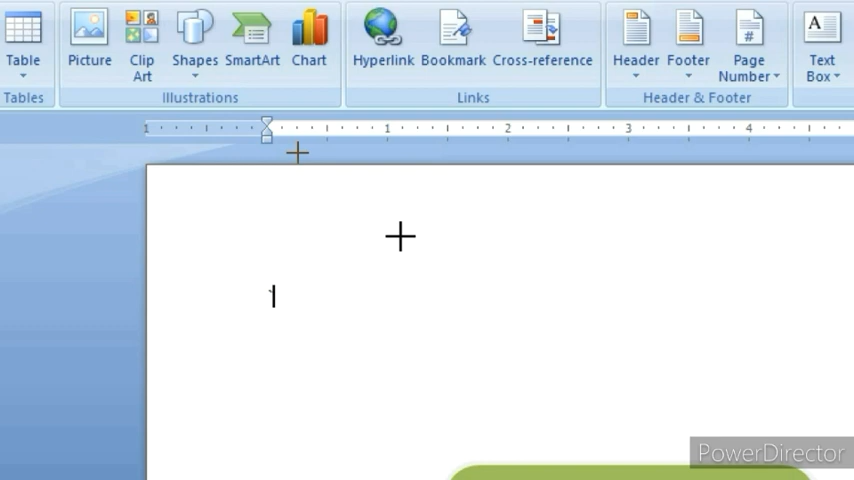 Table Picture Clip Art Shapes SmartArt Chart Hyperlink Bookmark Cross-reference Header Footer Page Number Text Box
Tables Illustrations Links Header & Footer
1 1 2 3 4
PowerDirector